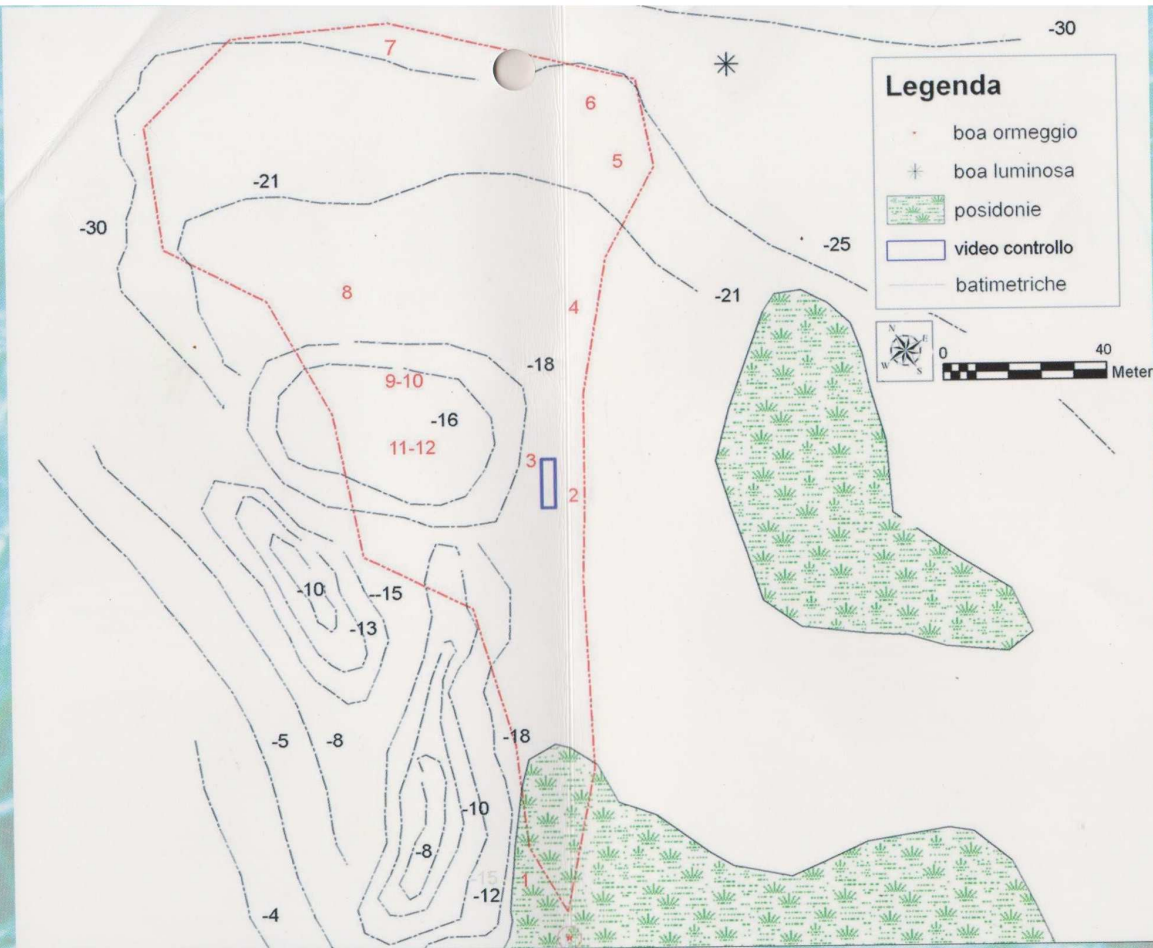 -30
7
Legenda
6
boa ormeggio
5
boa luminosa
-21
posidonie
-30
-25
video controllo
8
-21
batimetriche
4
N
E
W
S
0
40
-18
Meter
9-10
-16
11-12
3
2
-10
-15
-13
-5
-8
-18
-10
-8
1
-15
-12
-4